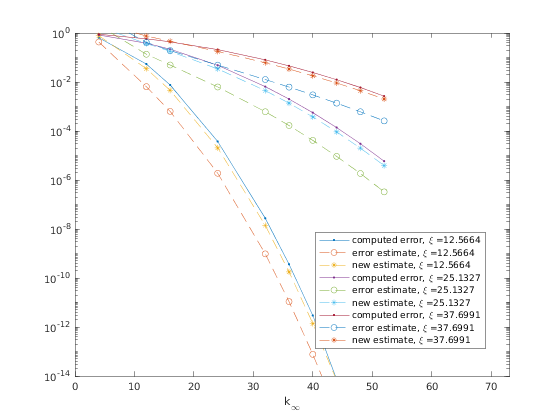 10^0
10^-2
10^-4
10^-6
10^-8
10^-10
10^-12
10^-14
computed error, ξ =12.5664
error estimate, ξ =12.5664
new estimate, ξ =12.5664
computed error, ξ =25.1327
error estimate, ξ =25.1327
new estimate, ξ =25.1327
computed error, ξ =37.6991
error estimate, ξ =37.6991
new estimate, ξ =37.6991
0 10 20 30 40 50 60 70
k_∞